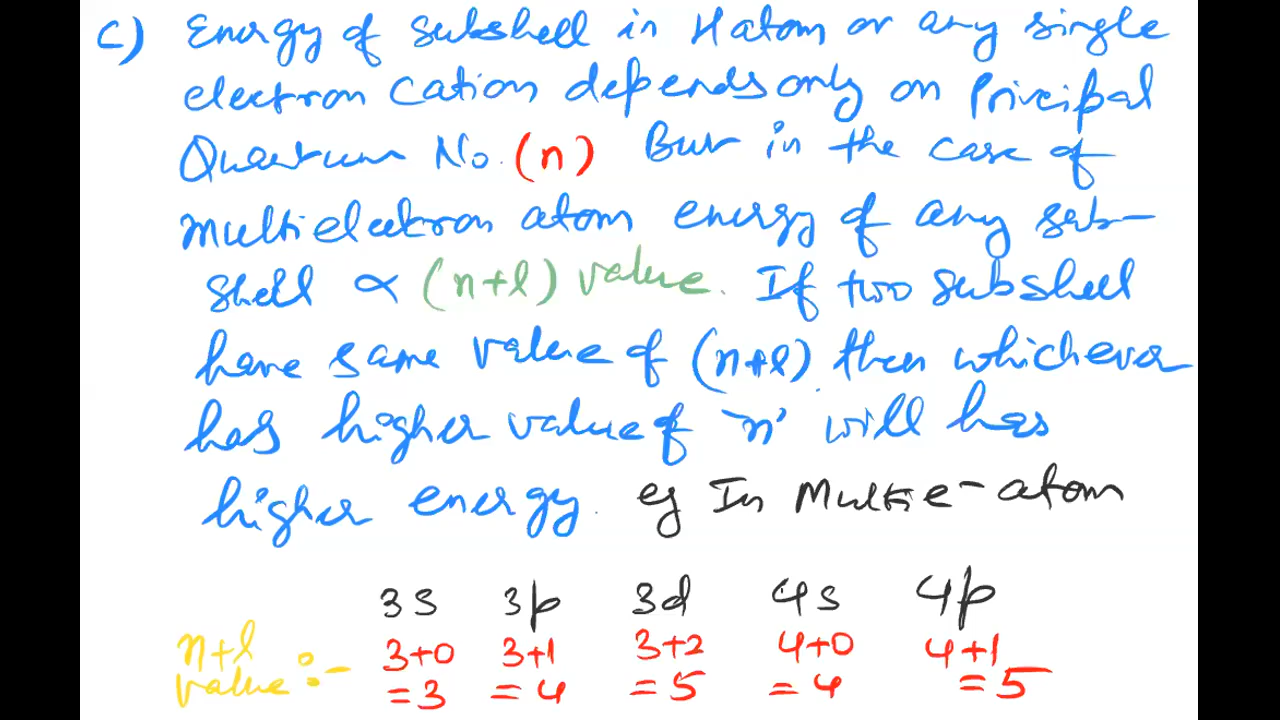 c) Energy of subshell in H atom or any single
electron cation depends only on Pricipal
Quantum No. (n) But in the case of
multielectron atom energy of any sub-
shell ∝ (n+l) value. If two subshell
have same value of (n+l) then whichever
has higher value of 'n' will has
higher energy. eg In Multi e- atom
3s 3p 3d 4s 4p
n+l value :- 3+0 3+1 3+2 4+0 4+1
=3 =4 =5 =4 =5